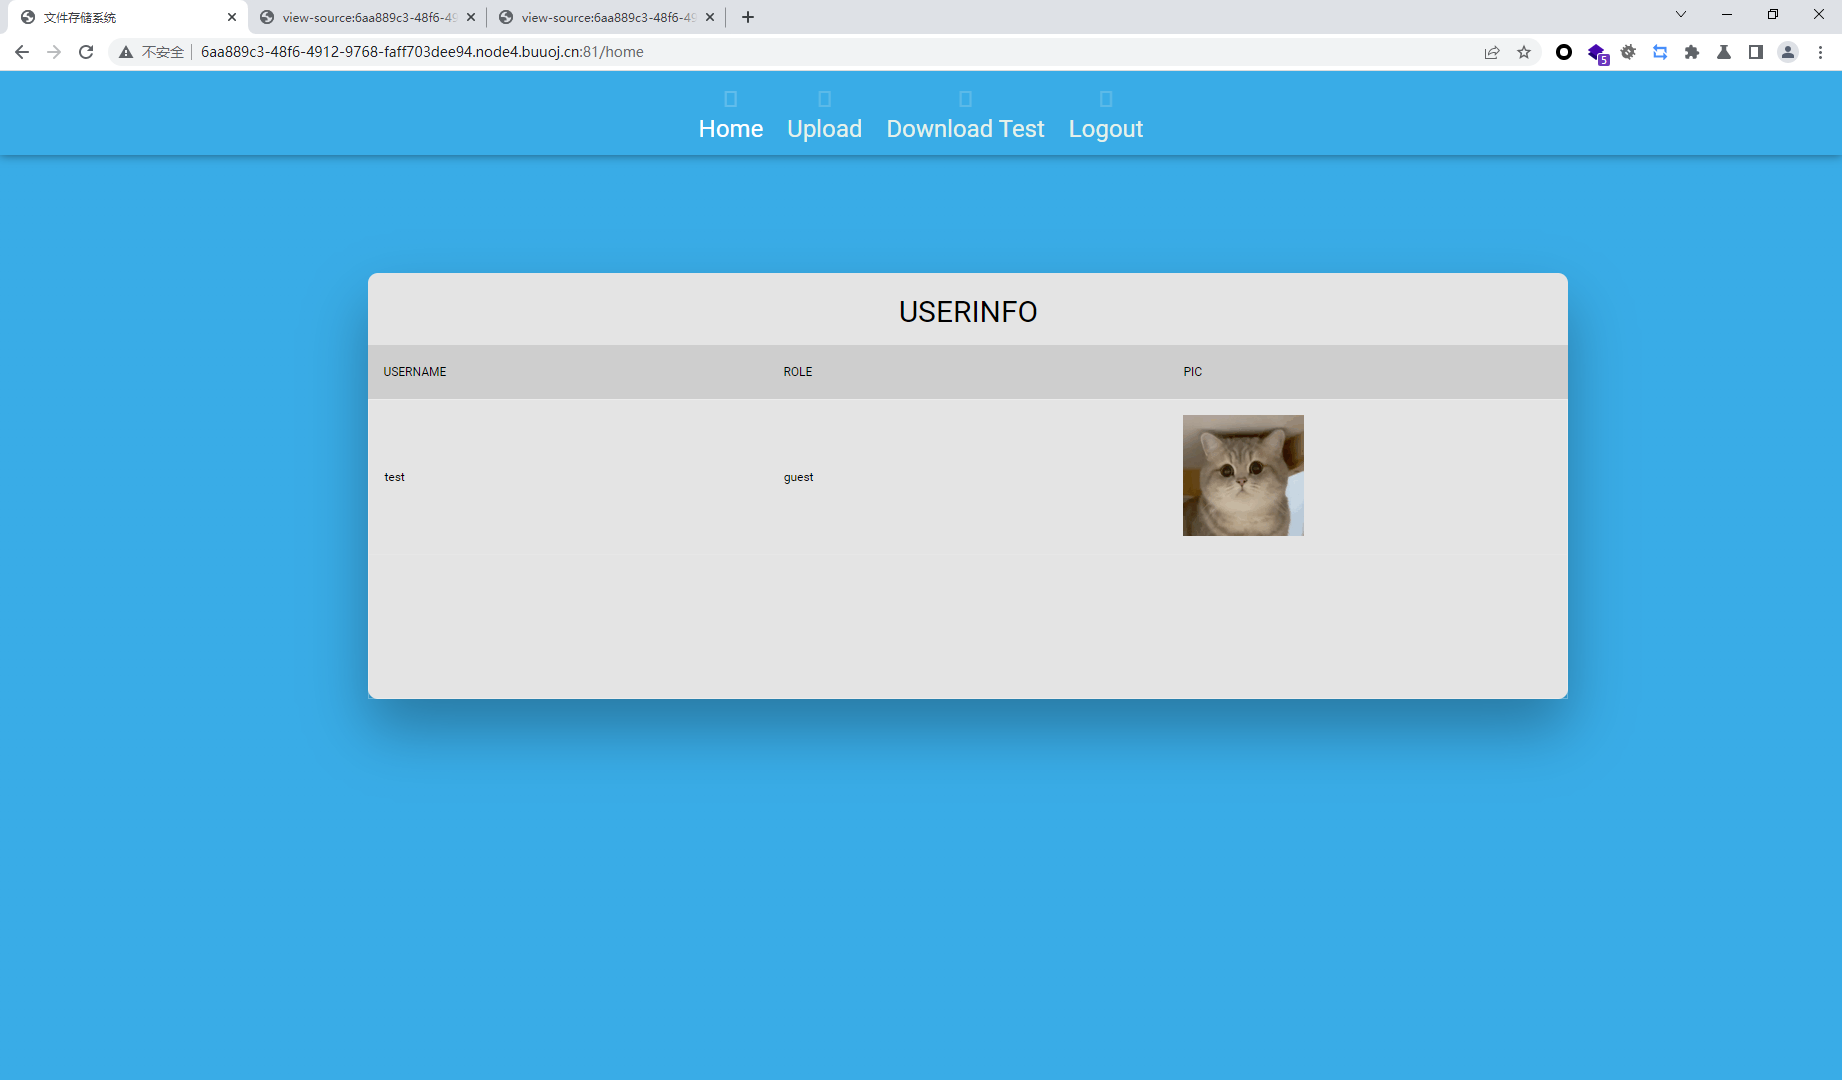 文件存储系统
view-source:6aa889c3-48f6-49
view-source:6aa889c3-48f6-49
不安全
6aa889c3-48f6-4912-9768-faff703dee94.node4.buuoj.cn:81/home
5
Home Upload Download Test Logout
USERINFO
USERNAME ROLE PIC
test guest